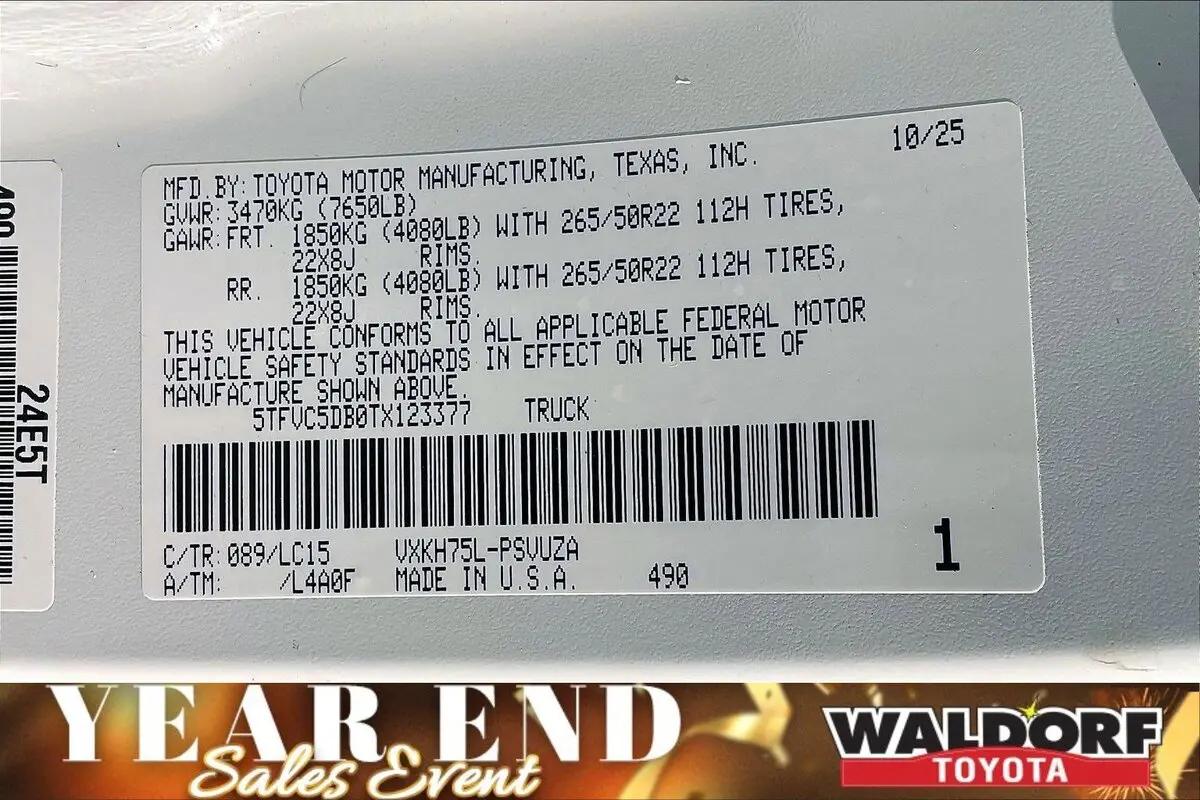 10/25
MFD. BY: TOYOTA MOTOR MANUFACTURING, TEXAS, INC.
GVWR: 3470KG (7650LB)
GAWR: FRT. 1850KG (4080LB) WITH 265/50R22 112H TIRES,
22X8J RIMS.
RR. 1850KG (4080LB) WITH 265/50R22 112H TIRES,
22X8J RIMS.
THIS VEHICLE CONFORMS TO ALL APPLICABLE FEDERAL MOTOR
VEHICLE SAFETY STANDARDS IN EFFECT ON THE DATE OF
MANUFACTURE SHOWN ABOVE.
5TFVC5DB0TX123377 TRUCK
C/TR: 089/LC15 VXKH75L-PSVUZA
A/TM: /L4A0F MADE IN U.S.A. 490
1
24E5T
YEAR END
Sales Event
WALDORF
TOYOTA